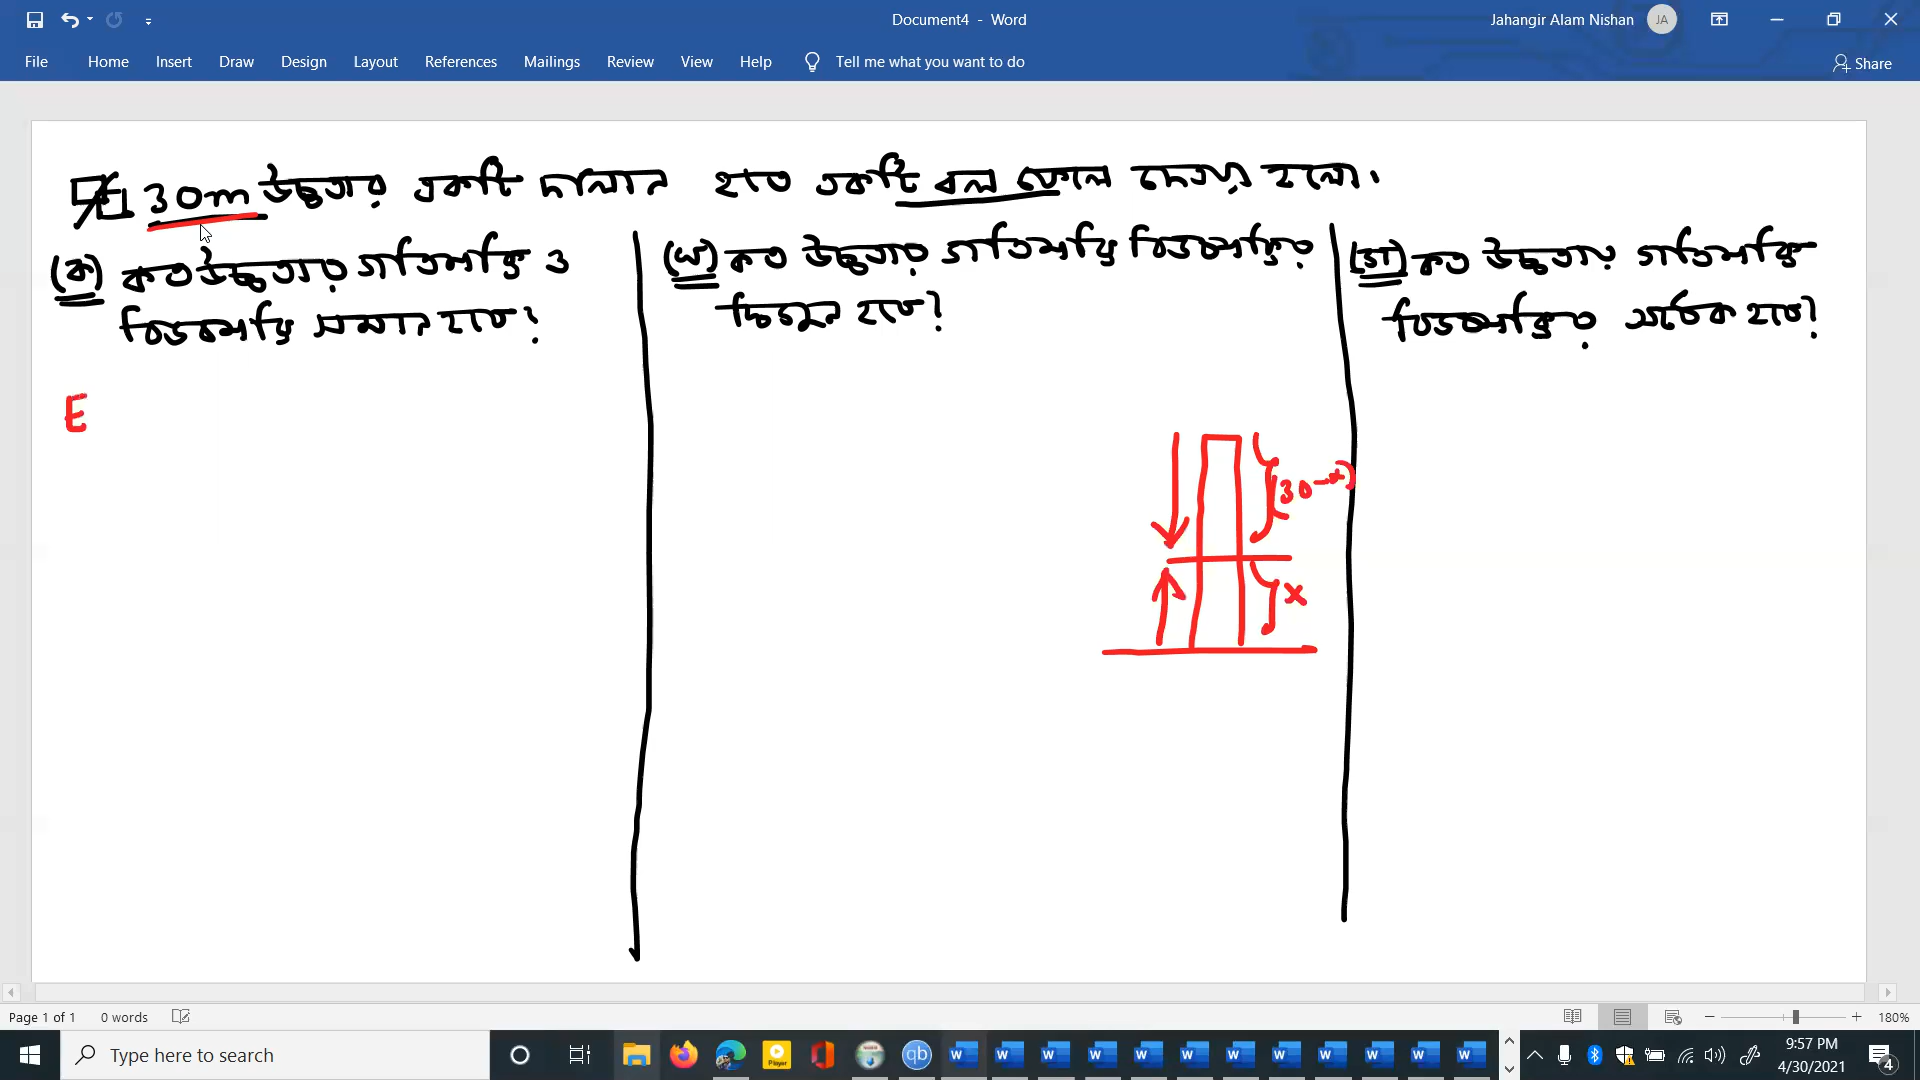 Document4 - Word
Jahangir Alam Nishan
JA
File Home Insert Draw Design Layout References Mailings Review View Help Tell me what you want to do
Share
30m উচ্চতার একটি দালান হতে একটি বল ফেলে দেওয়া হলো।
(ক) কত উচ্চতায় গতিশক্তি ও
বিভবশক্তি সমান হবে?
(খ) কত উচ্চতায় গতিশক্তি বিভবশক্তির
দ্বিগুন হবে?
(গ) কত উচ্চতায় গতিশক্তি
বিভবশক্তির অর্ধেক হবে?
E
(30-x)
x
Page 1 of 1 0 words
180%
Type here to search
9:57 PM
4/30/2021
4